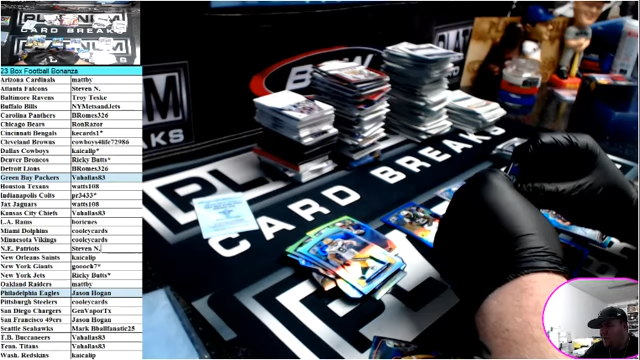 CARD BREAKS
23 Box Football Bonanza
Arizona Cardinals mattby
Atlanta Falcons Steven N.
Baltimore Ravens Troy Teske
Buffalo Bills NYMetsandJets
Carolina Panthers BRomes326
Chicago Bears RonRazor
Cincinnati Bengals kecards1*
Cleveland Browns cowboys4life72986
Dallas Cowboys kaicalip*
Denver Broncos Ricky Butts*
Detroit Lions BRomes326
Green Bay Packers Vahallas83
Houston Texans watts108
Indianapolis Colts pr3433*
Jax Jaguars watts108
Kansas City Chiefs Vahallas83
L.A. Rams boricues
Miami Dolphins cooleycards
Minnesota Vikings cooleycards
N.E. Patriots Steven N.
New Orleans Saints kaicalip
New York Giants goooch7*
New York Jets Ricky Butts*
Oakland Raiders mattby
Philadelphia Eagles Jason Hogan
Pittsburgh Steelers cooleycards
San Diego Chargers GenVaporTx
San Francisco 49ers Jason Hogan
Seattle Seahawks Mark Bballfanatic25
T.B. Buccaneers Vahallas83
Tenn. Titans Vahallas83
Wash. Redskins kaicalip
CARD BREAKS